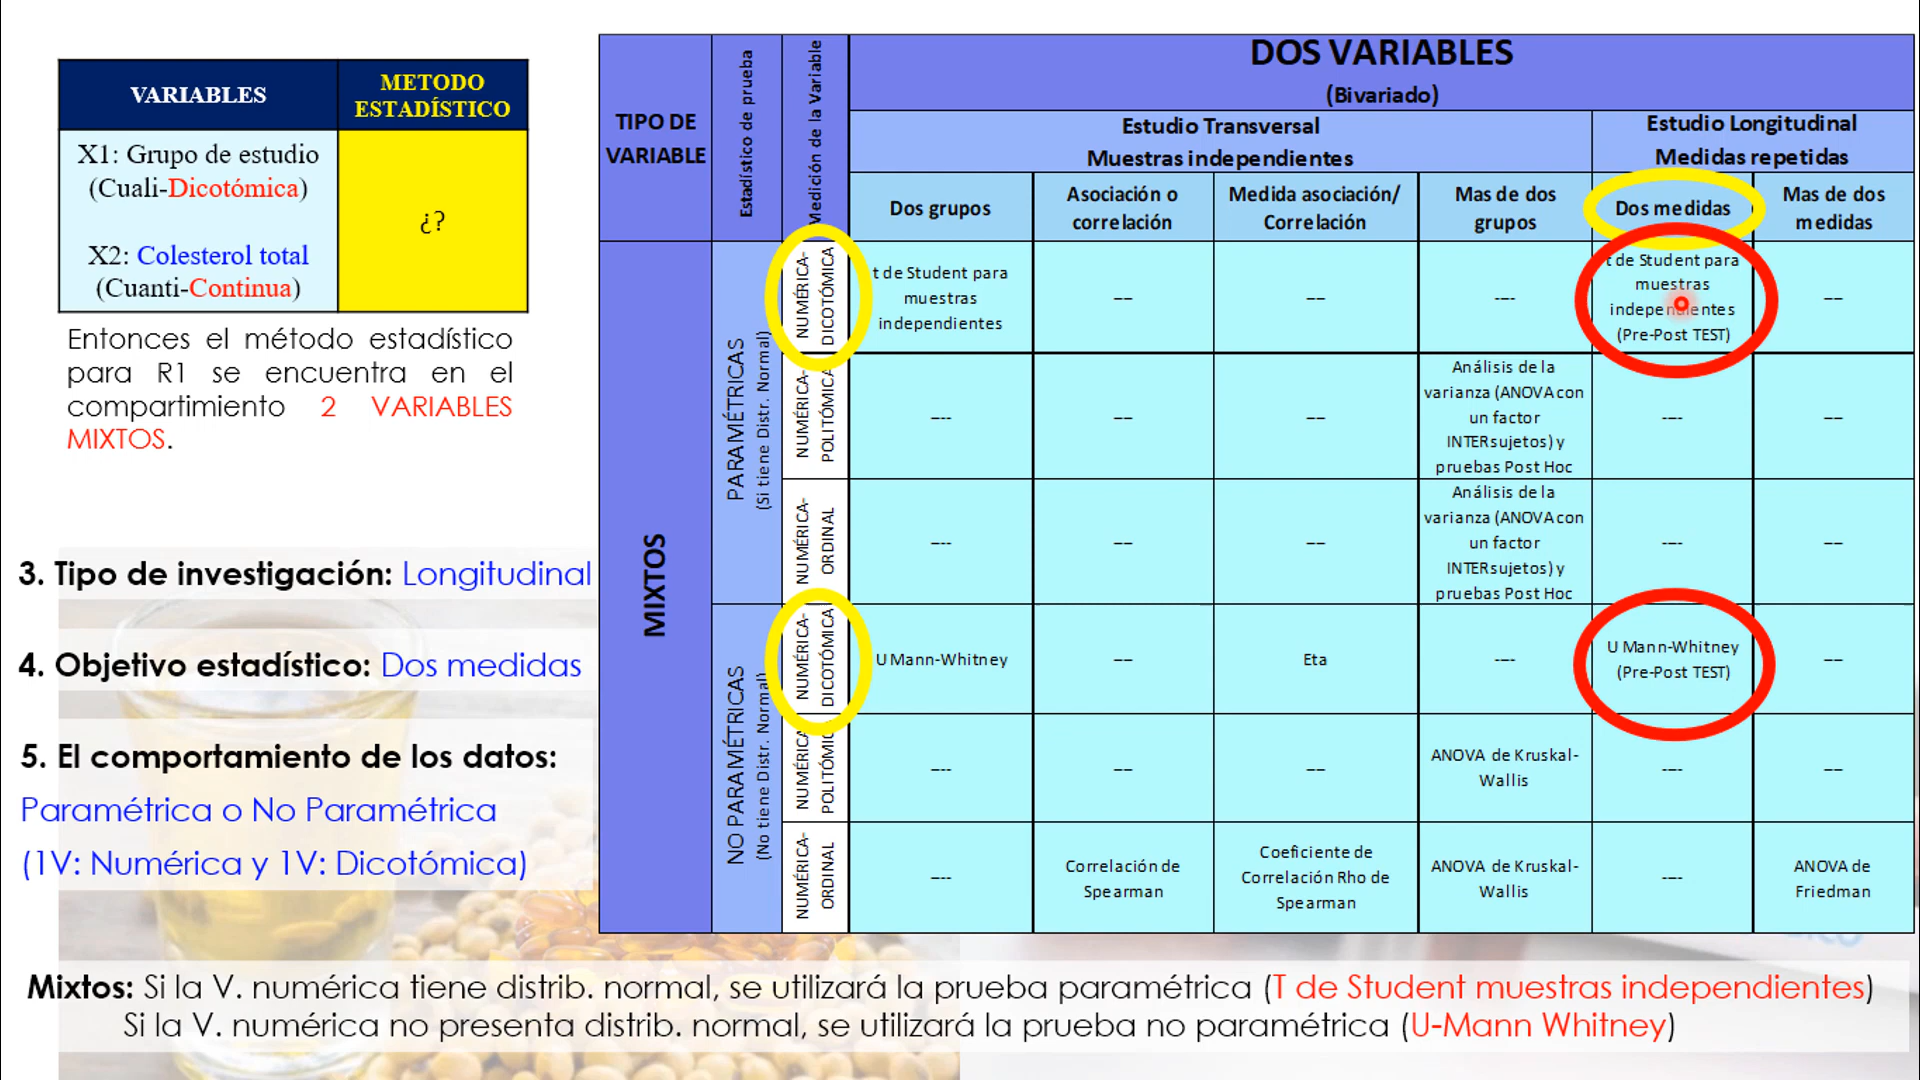 VARIABLES
METODO
ESTADÍSTICO
X1: Grupo de estudio
(Cuali-Dicotómica)
X2: Colesterol total
(Cuanti-Continua)
¿?
Entonces el método estadístico
para R1 se encuentra en el
compartimiento 2 VARIABLES
MIXTOS.
3. Tipo de investigación: Longitudinal
4. Objetivo estadístico: Dos medidas
5. El comportamiento de los datos:
Paramétrica o No Paramétrica
(1V: Numérica y 1V: Dicotómica)
TIPO DE
VARIABLE
Estadístico de prueba
Medición de la Variable
DOS VARIABLES
(Bivariado)
Estudio Transversal
Muestras independientes
Estudio Longitudinal
Medidas repetidas
Dos grupos
Asociación o
correlación
Medida asociación/
Correlación
Mas de dos
grupos
Dos medidas
Mas de dos
medidas
MIXTOS
PARAMÉTRICAS
(Si tiene Distr. Normal)
NUMÉRICA-
DICOTÓMICA
t de Student para
muestras
independientes
---
---
----
t de Student para
muestras
independientes
(Pre-Post TEST)
---
NUMÉRICA-
POLITÓMICA
----
---
---
Análisis de la
varianza (ANOVA con
un factor
INTERsujetos) y
pruebas Post Hoc
----
---
NUMÉRICA-
ORDINAL
----
---
---
Análisis de la
varianza (ANOVA con
un factor
INTERsujetos) y
pruebas Post Hoc
----
---
NO PARAMÉTRICAS
(No tiene Distr. Normal)
NUMÉRICA-
DICOTÓMICA
U Mann-Whitney
---
Eta
----
U Mann-Whitney
(Pre-Post TEST)
---
NUMÉRICA-
POLITÓMICA
----
---
---
ANOVA de Kruskal-
Wallis
----
---
NUMÉRICA-
ORDINAL
----
Correlación de
Spearman
Coeficiente de
Correlación Rho de
Spearman
ANOVA de Kruskal-
Wallis
----
ANOVA de
Friedman
Mixtos: Si la V. numérica tiene distrib. normal, se utilizará la prueba paramétrica (T de Student muestras independientes)
Si la V. numérica no presenta distrib. normal, se utilizará la prueba no paramétrica (U-Mann Whitney)